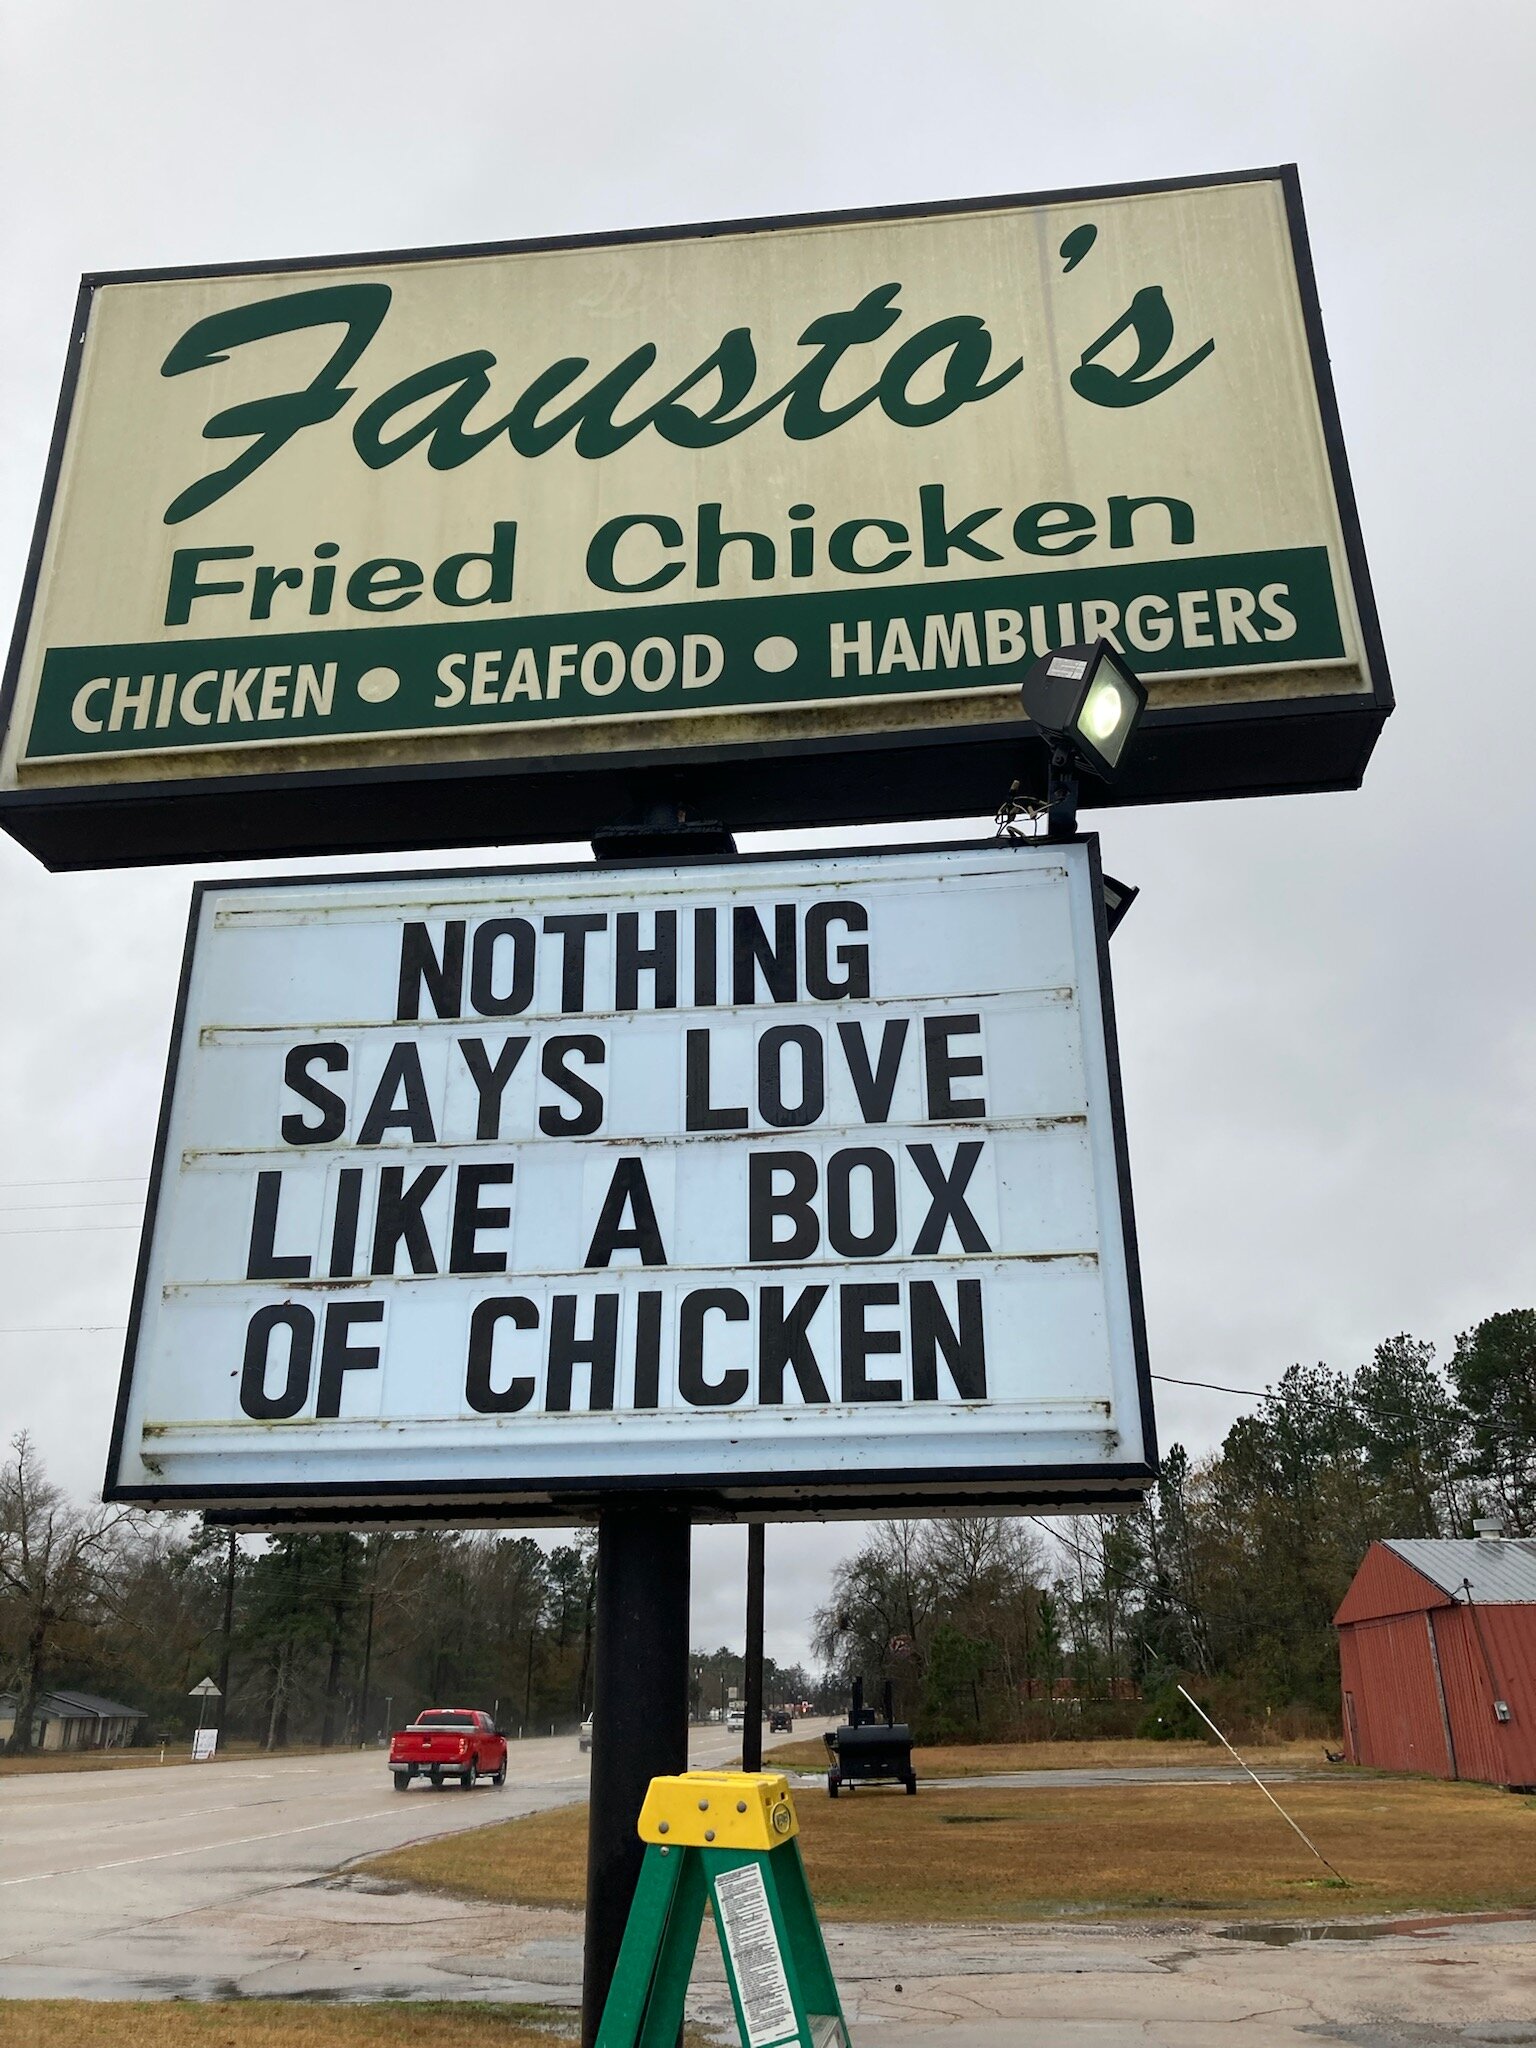 Fausto's
Fried Chicken
CHICKEN • SEAFOOD • HAMBURGERS
NOTHING
SAYS LOVE
LIKE A BOX
OF CHICKEN